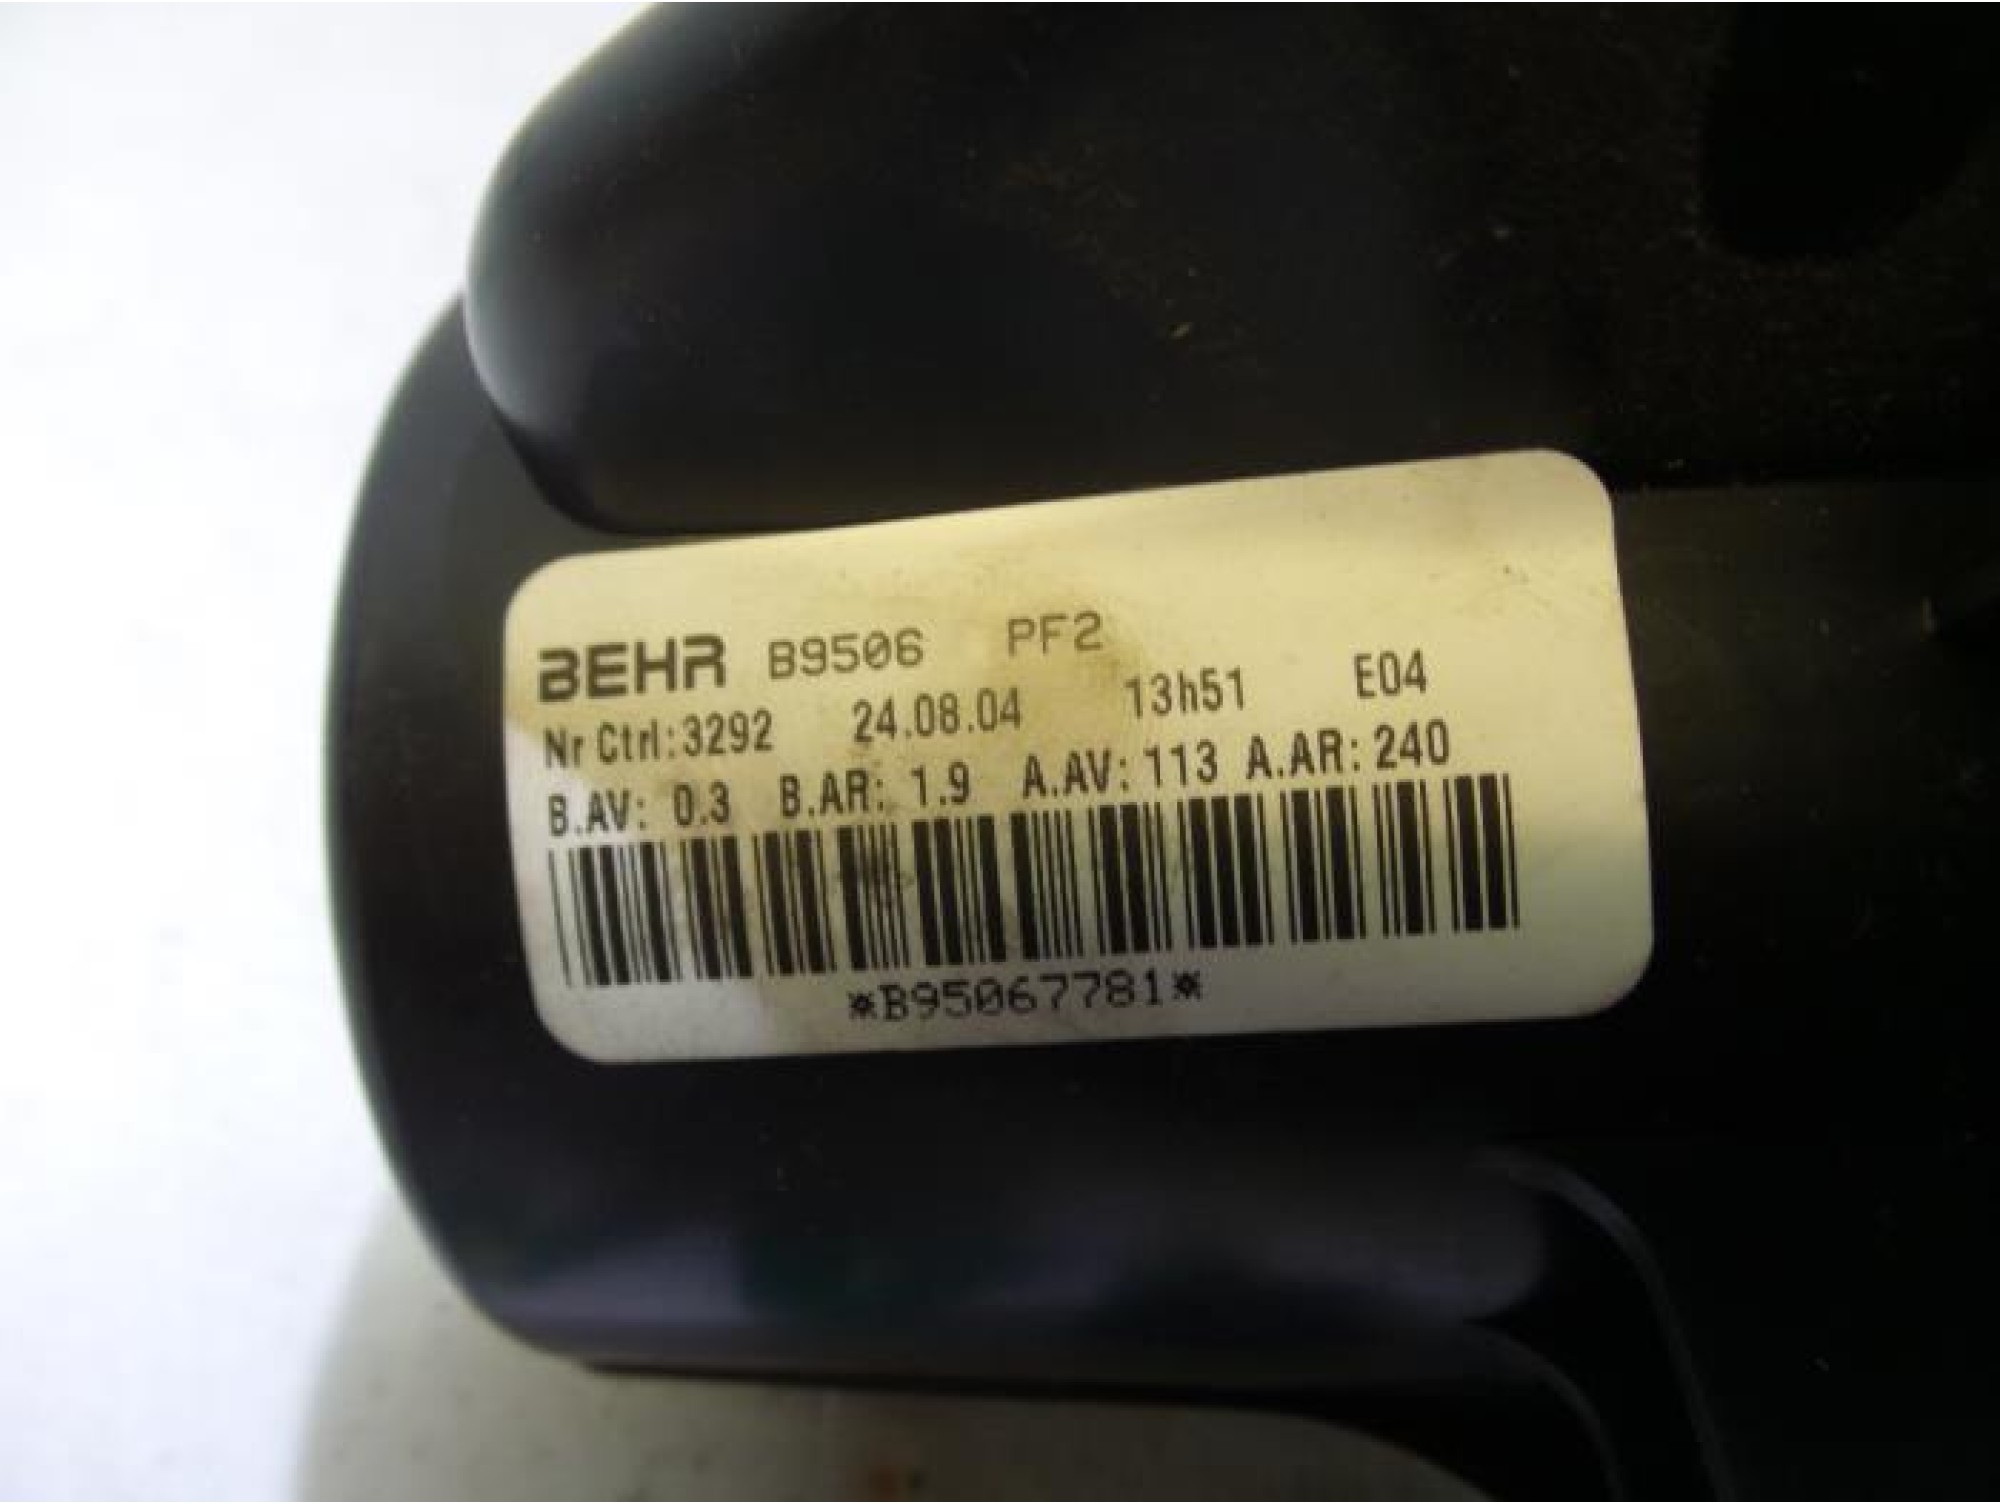 BEHR B9506 PF2
Nr Ctrl:3292 24.08.04 13h51 E04
B.AV: 0.3 B.AR: 1.9 A.AV: 113 A.AR: 240
*B95067781*